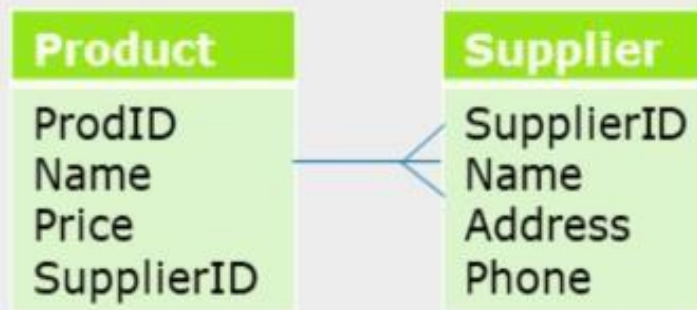 Product
ProdID
Name
Price
SupplierID
Supplier
SupplierID
Name
Address
Phone